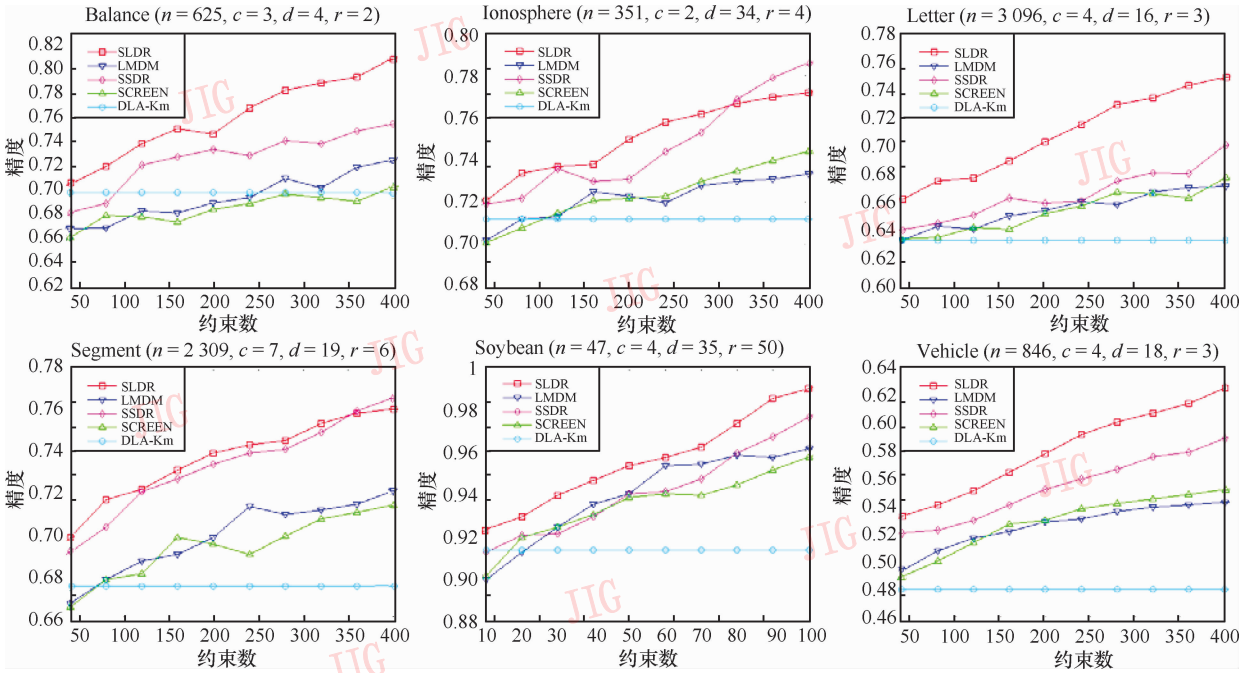 Balance (n = 625, c = 3, d = 4, r = 2)
0.82
0.80
0.78
0.76
0.74
0.72
0.70
0.68
0.66
0.64
0.62
精度
SLDR
LMDM
SSDR
SCREEN
DLA-Km
50 100 150 200 250 300 350 400
约束数
Ionosphere (n = 351, c = 2, d = 34, r = 4)
0.80
0.78
0.76
0.74
0.72
0.70
0.68
精度
SLDR
LMDM
SSDR
SCREEN
DLA-Km
50 100 150 200 250 300 350 400
约束数
Letter (n = 3 096, c = 4, d = 16, r = 3)
0.78
0.76
0.74
0.72
0.70
0.68
0.66
0.64
0.62
0.60
精度
SLDR
LMDM
SSDR
SCREEN
DLA-Km
50 100 150 200 250 300 350 400
约束数
Segment (n = 2 309, c = 7, d = 19, r = 6)
0.78
0.76
0.74
0.72
0.70
0.68
0.66
精度
SLDR
LMDM
SSDR
SCREEN
DLA-Km
50 100 150 200 250 300 350 400
约束数
Soybean (n = 47, c = 4, d = 35, r = 50)
1
0.98
0.96
0.94
0.92
0.90
0.88
精度
SLDR
LMDM
SSDR
SCREEN
DLA-Km
10 20 30 40 50 60 70 80 90 100
约束数
Vehicle (n = 846, c = 4, d = 18, r = 3)
0.64
0.62
0.60
0.58
0.56
0.54
0.52
0.50
0.48
0.46
精度
SLDR
LMDM
SSDR
SCREEN
DLA-Km
50 100 150 200 250 300 350 400
约束数
JIG
JIG
JIG
JIG
JIG
JIG
JIG
JIG
JIG
JIG
JIG